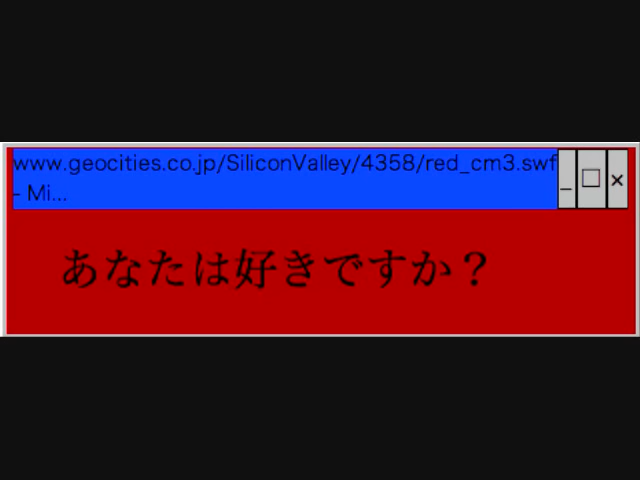 www.geocities.co.jp/SiliconValley/4358/red_cm3.swf
- Mi...
あなたは好きですか？